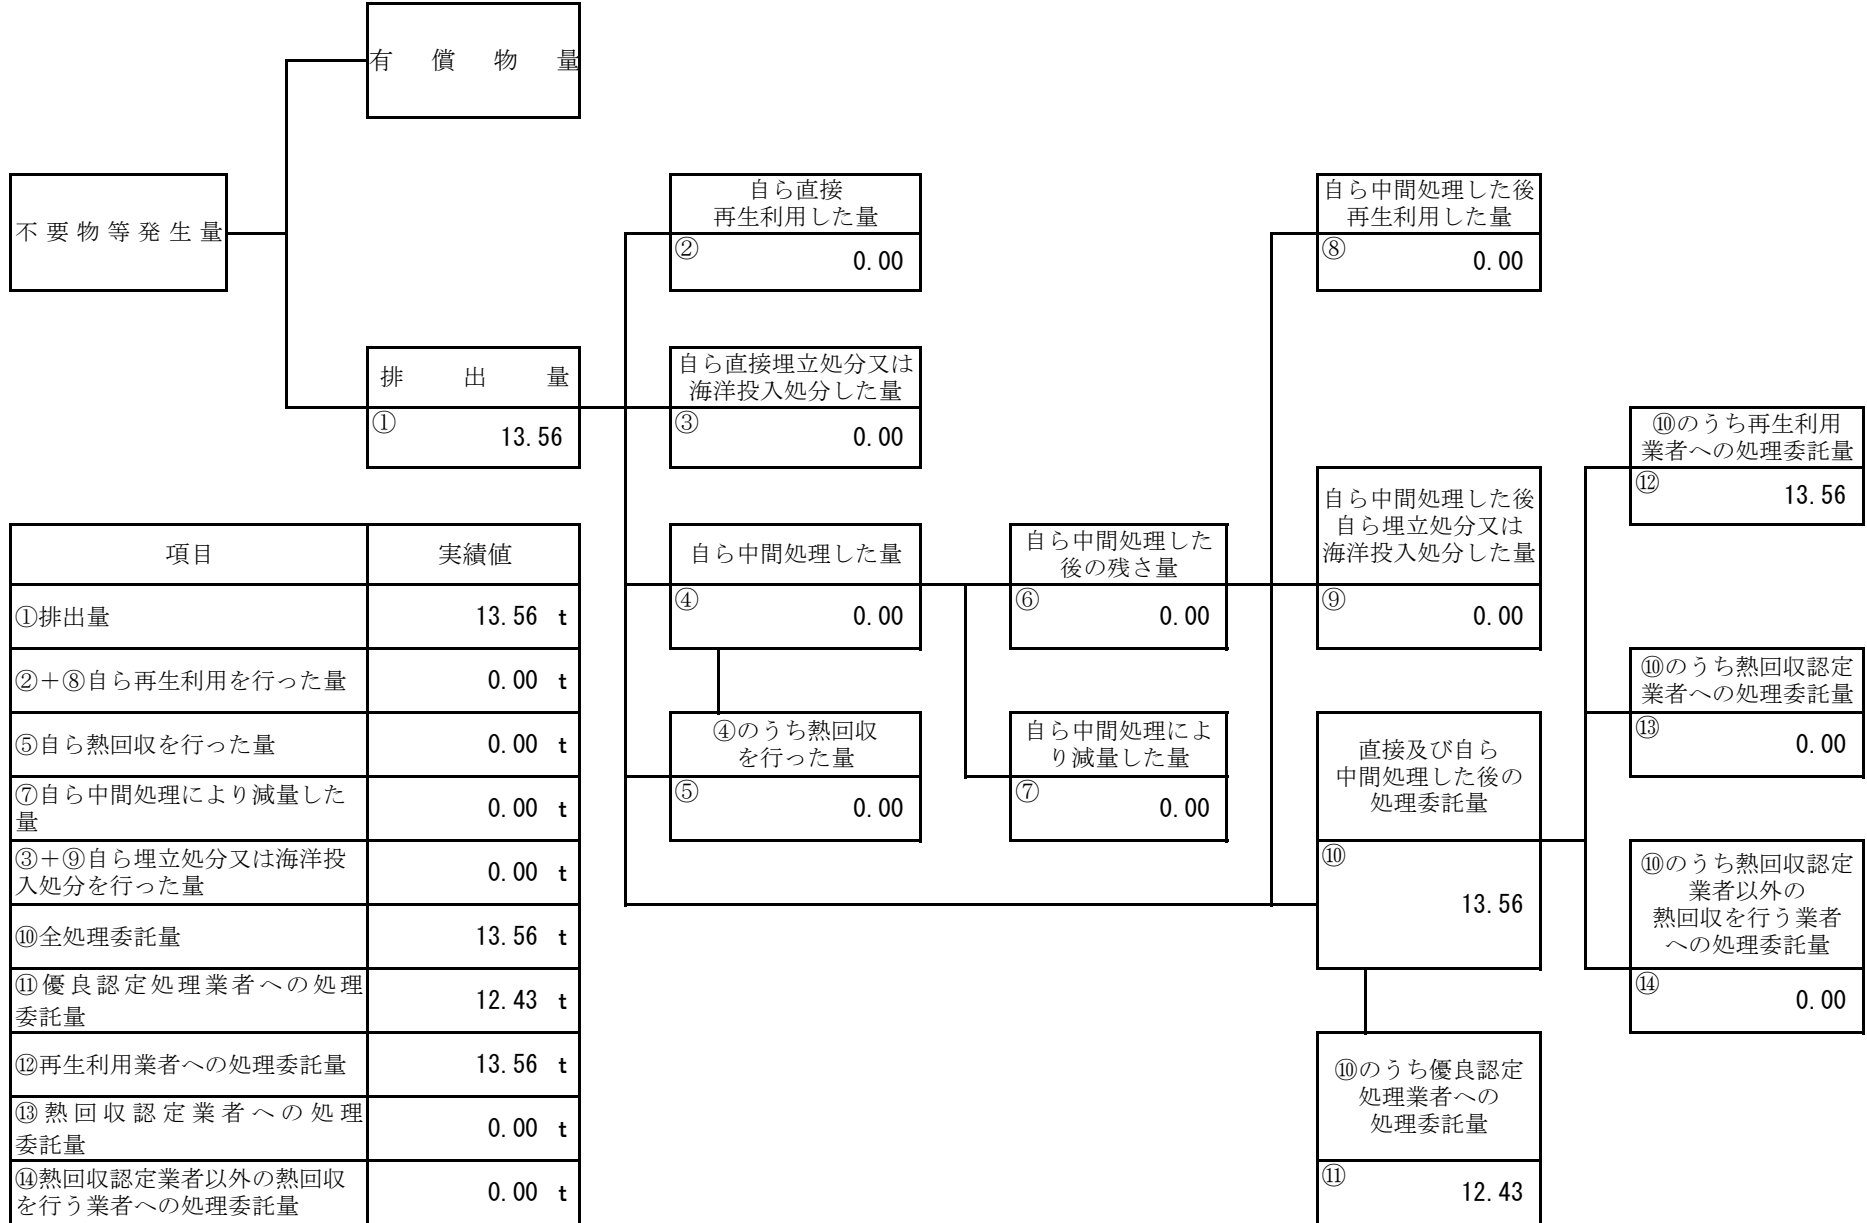 有償物量
不要物等発生量
排出量
①
13.56
自ら直接
再生利用した量
②
0.00
自ら直接埋立処分又は
海洋投入処分した量
③
0.00
自ら中間処理した量
④
0.00
④のうち熱回収
を行った量
⑤
0.00
自ら中間処理した
後の残さ量
⑥
0.00
自ら中間処理によ
り減量した量
⑦
0.00
自ら中間処理した後
再生利用した量
⑧
0.00
自ら中間処理した後
自ら埋立処分又は
海洋投入処分した量
⑨
0.00
直接及び自ら
中間処理した後の
処理委託量
⑩
13.56
⑩のうち優良認定
処理業者への
処理委託量
⑪
12.43
⑩のうち再生利用
業者への処理委託量
⑫
13.56
⑩のうち熱回収認定
業者への処理委託量
⑬
0.00
⑩のうち熱回収認定
業者以外の
熱回収を行う業者
への処理委託量
⑭
0.00
項目 実績値
①排出量 13.56 t
②＋⑧自ら再生利用を行った量 0.00 t
⑤自ら熱回収を行った量 0.00 t
⑦自ら中間処理により減量した
量 0.00 t
③＋⑨自ら埋立処分又は海洋投
入処分を行った量 0.00 t
⑩全処理委託量 13.56 t
⑪優良認定処理業者への処理
委託量 12.43 t
⑫再生利用業者への処理委託量 13.56 t
⑬熱回収認定業者への処理
委託量 0.00 t
⑭熱回収認定業者以外の熱回収
を行う業者への処理委託量 0.00 t